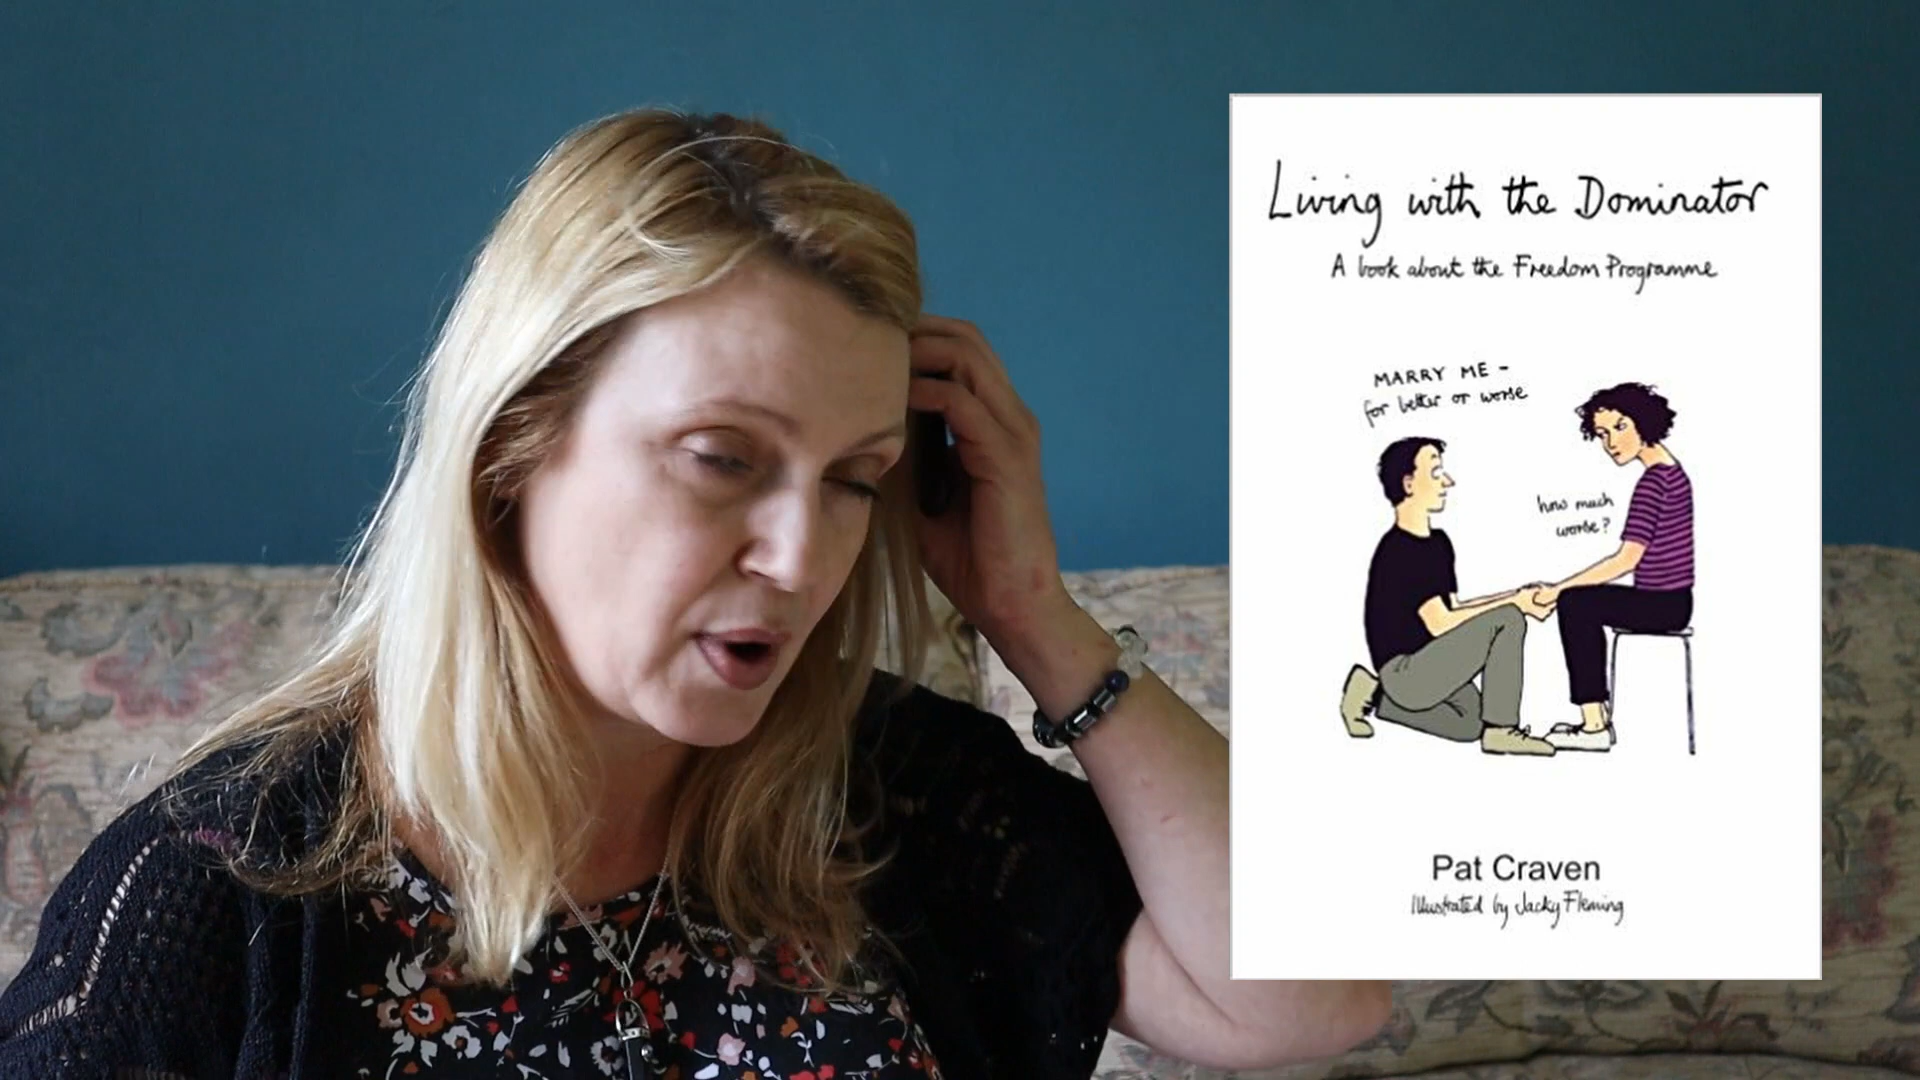 Living with the Dominator
A book about the Freedom Programme
MARRY ME -
for better or worse
how much
worse?
Pat Craven
Illustrated by Jacky Fleming